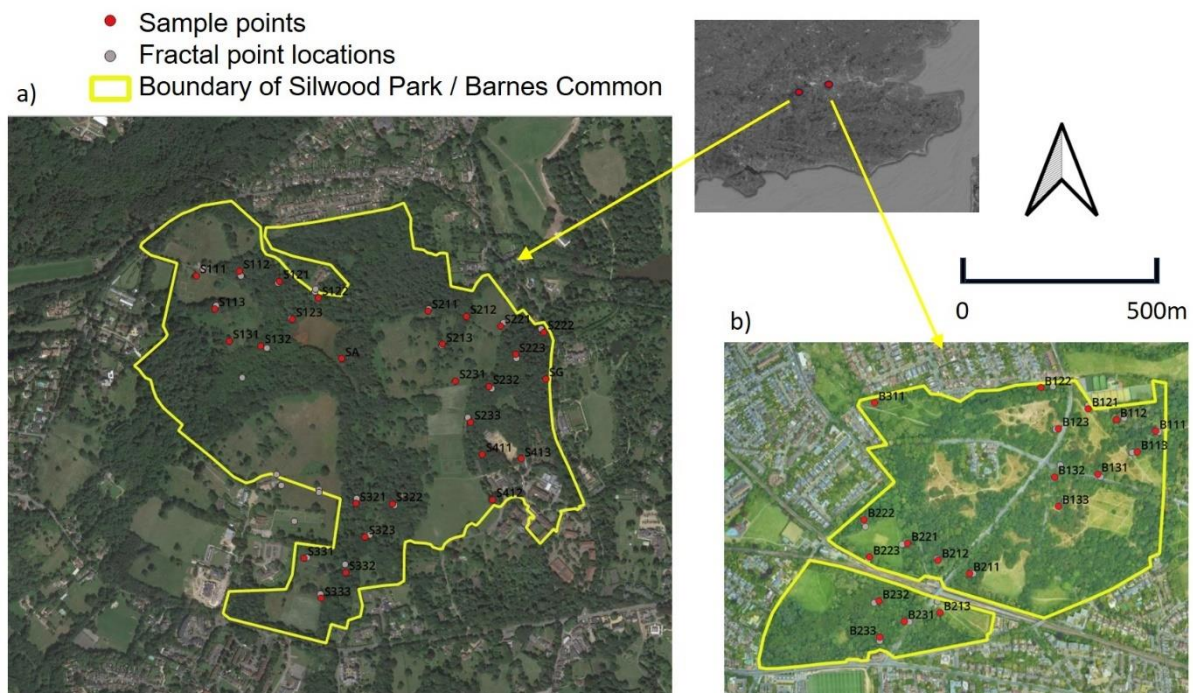 Sample points
Fractal point locations
Boundary of Silwood Park / Barnes Common
a)
S111
S112
S121
S122
S113
S123
S131
S132
SA
S211
S212
S221
S222
S213
S223
S231
S232
SG
S233
S411
S413
S412
S321
S322
S323
S331
S332
S333
0 500m
b)
B311
B122
B121
B112
B111
B123
B113
B132
B131
B133
B222
B221
B223
B212
B211
B232
B213
B231
B233